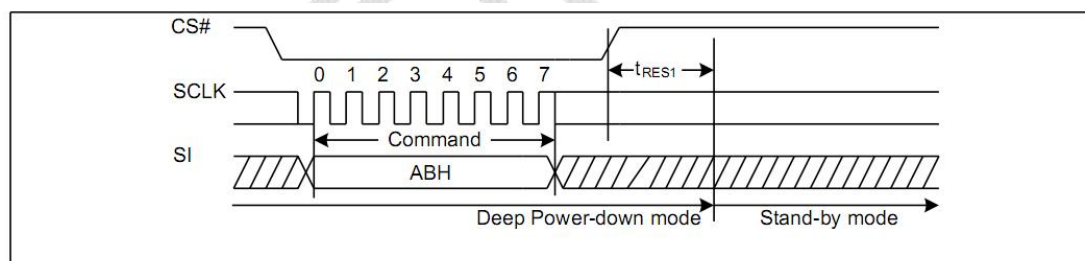 CS#
tRES1
0 1 2 3 4 5 6 7
SCLK
Command
SI
ABH
Deep Power-down mode Stand-by mode